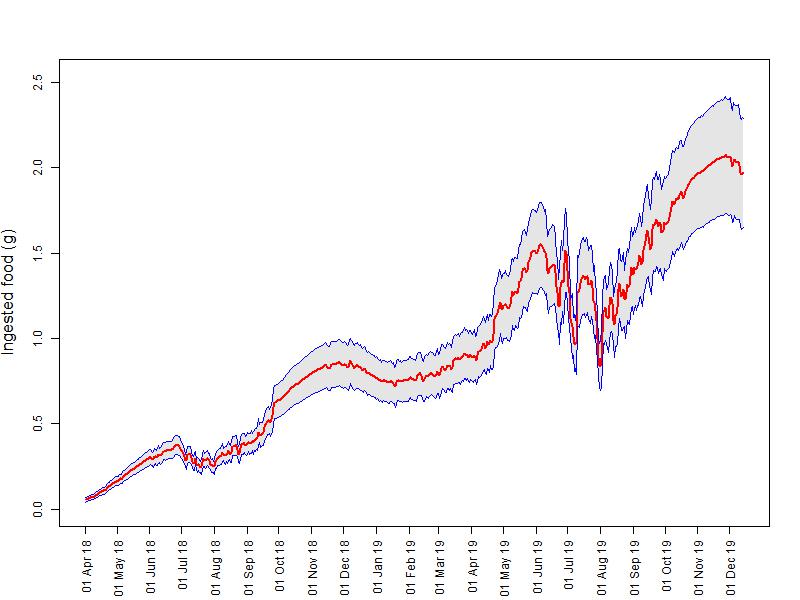 Ingested food (g)
2.5
2.0
1.5
1.0
0.5
0.0
01 Apr 18
01 May 18
01 Jun 18
01 Jul 18
01 Aug 18
01 Sep 18
01 Oct 18
01 Nov 18
01 Dec 18
01 Jan 19
01 Feb 19
01 Mar 19
01 Apr 19
01 May 19
01 Jun 19
01 Jul 19
01 Aug 19
01 Sep 19
01 Oct 19
01 Nov 19
01 Dec 19